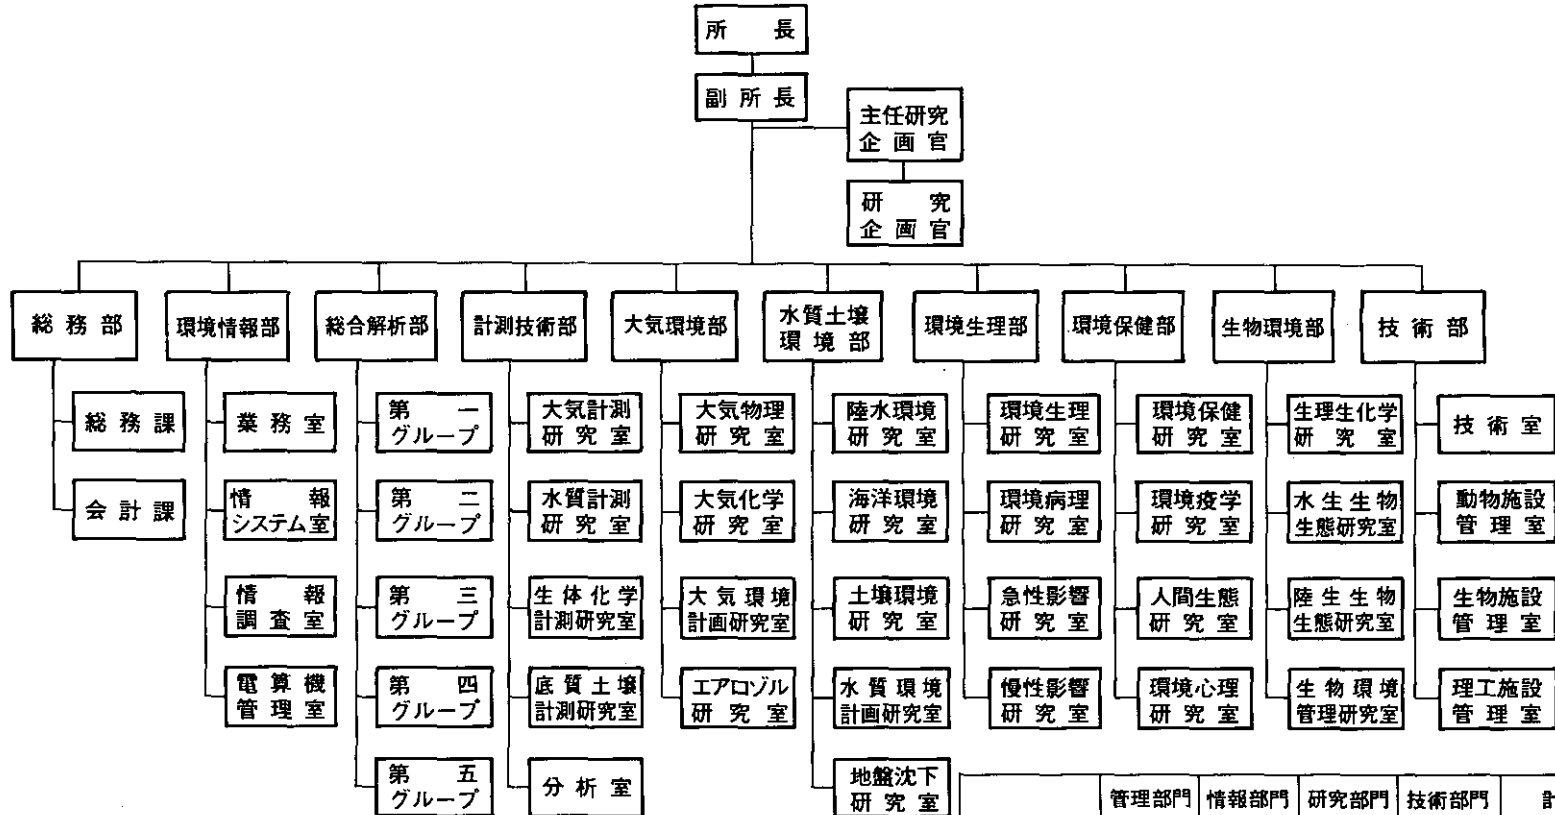 所長
副所長
主任研究
企画官
研究
企画官
総務部
環境情報部
総合解析部
計測技術部
大気環境部
水質土壌
環境部
環境生理部
環境保健部
生物環境部
技術部
総務課
業務室
第一
グループ
大気計測
研究室
大気物理
研究室
陸水環境
研究室
環境生理
研究室
環境保健
研究室
生理生化学
研究室
技術室
会計課
情報
システム室
第二
グループ
水質計測
研究室
大気化学
研究室
海洋環境
研究室
環境病理
研究室
環境疫学
研究室
水生生物
生態研究室
動物施設
管理室
情報
調査室
第三
グループ
生体化学
計測研究室
大気環境
計画研究室
土壌環境
研究室
急性影響
研究室
人間生態
研究室
陸生生物
生態研究室
生物施設
管理室
電算機
管理室
第四
グループ
底質土壌
計測研究室
エアロゾル
研究室
水質環境
計画研究室
慢性影響
研究室
環境心理
研究室
生物環境
管理研究室
理工施設
管理室
第五
グループ
分析室
地盤沈下
研究室
管理部門 情報部門 研究部門 技術部門 計